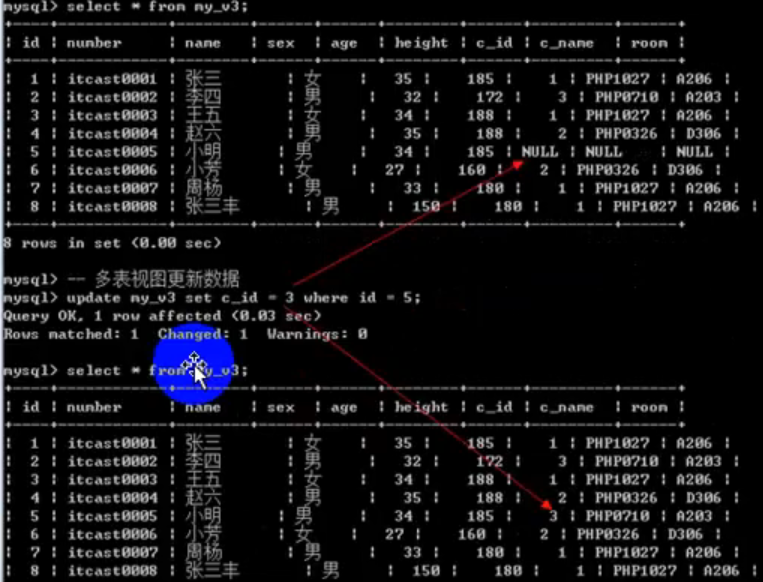 mysql> select * from my_v3;
| id | number | name | sex | age | height | c_id | c_name | room |
| 1 | itcast0001 | 张三 | 女 | 35 | 185 | 1 | PHP1027 | A206 |
| 2 | itcast0002 | 李四 | 男 | 32 | 172 | 3 | PHP0710 | A203 |
| 3 | itcast0003 | 王五 | 女 | 34 | 188 | 1 | PHP1027 | A206 |
| 4 | itcast0004 | 赵六 | 男 | 35 | 188 | 2 | PHP0326 | D306 |
| 5 | itcast0005 | 小明 | 男 | 34 | 185 | NULL | NULL | NULL |
| 6 | itcast0006 | 小芳 | 女 | 27 | 160 | 2 | PHP0326 | D306 |
| 7 | itcast0007 | 周杨 | 男 | 33 | 180 | 1 | PHP1027 | A206 |
| 8 | itcast0008 | 张三丰 | 男 | 150 | 180 | 1 | PHP1027 | A206 |
8 rows in set (0.00 sec)
mysql> -- 多表视图更新数据
mysql> update my_v3 set c_id = 3 where id = 5;
Query OK, 1 row affected (0.03 sec)
Rows matched: 1 Changed: 1 Warnings: 0
mysql> select * from my_v3;
| id | number | name | sex | age | height | c_id | c_name | room |
| 1 | itcast0001 | 张三 | 女 | 35 | 185 | 1 | PHP1027 | A206 |
| 2 | itcast0002 | 李四 | 男 | 32 | 172 | 3 | PHP0710 | A203 |
| 3 | itcast0003 | 王五 | 女 | 34 | 188 | 1 | PHP1027 | A206 |
| 4 | itcast0004 | 赵六 | 男 | 35 | 188 | 2 | PHP0326 | D306 |
| 5 | itcast0005 | 小明 | 男 | 34 | 185 | 3 | PHP0710 | A203 |
| 6 | itcast0006 | 小芳 | 女 | 27 | 160 | 2 | PHP0326 | D306 |
| 7 | itcast0007 | 周杨 | 男 | 33 | 180 | 1 | PHP1027 | A206 |
| 8 | itcast0008 | 张三丰 | 男 | 150 | 180 | 1 | PHP1027 | A206 |